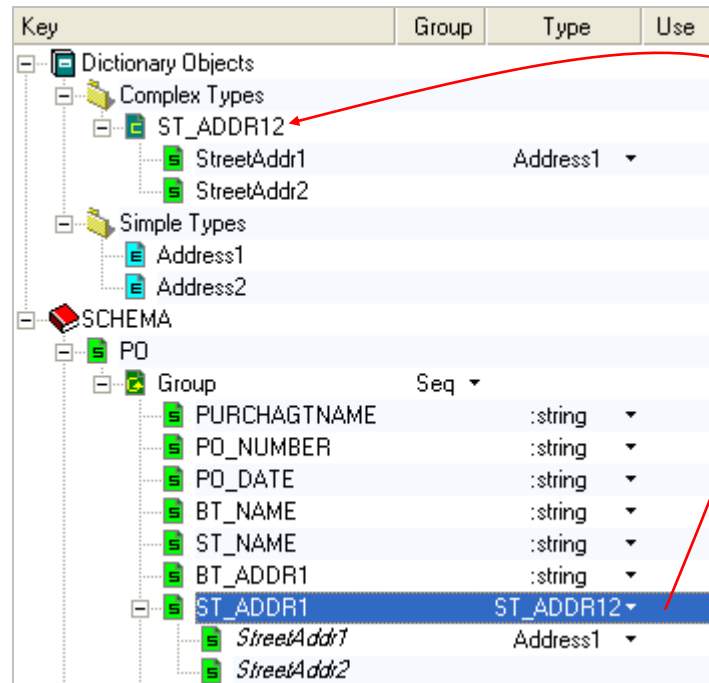 Key Group Type Use
Dictionary Objects
Complex Types
ST_ADDR12
StreetAddr1 Address1
StreetAddr2
Simple Types
Address1
Address2
SCHEMA
PO
Group Seq
PURCHAGTNAME :string
PO_NUMBER :string
PO_DATE :string
BT_NAME :string
ST_NAME :string
BT_ADDR1 :string
ST_ADDR1 ST_ADDR12
StreetAddr1 Address1
StreetAddr2